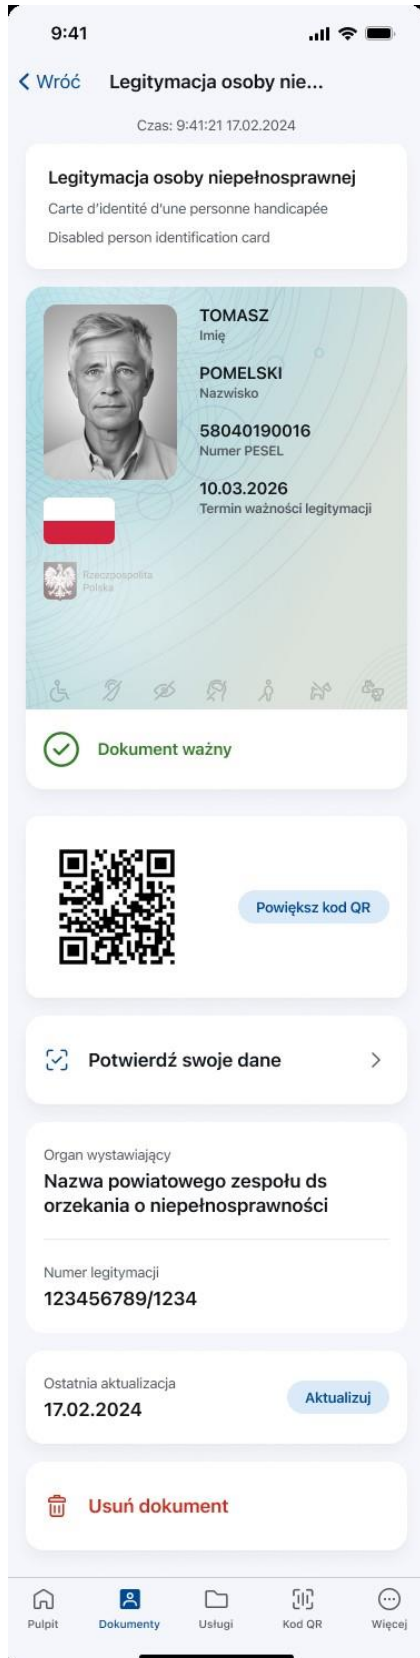 9:41
Wróć
Legitymacja osoby nie...
Czas: 9:41:21 17.02.2024
Legitymacja osoby niepełnosprawnej
Carte d'identité d'une personne handicapée
Disabled person identification card
TOMASZ
Imię
POMELSKI
Nazwisko
58040190016
Numer PESEL
10.03.2026
Termin ważności legitymacji
Rzeczpospolita
Polska
Dokument ważny
Powiększ kod QR
Potwierdź swoje dane
Organ wystawiający
Nazwa powiatowego zespołu ds
orzekania o niepełnosprawności
Numer legitymacji
123456789/1234
Ostatnia aktualizacja
17.02.2024
Aktualizuj
Usuń dokument
Pulpit
Dokumenty
Usługi
Kod QR
Więcej